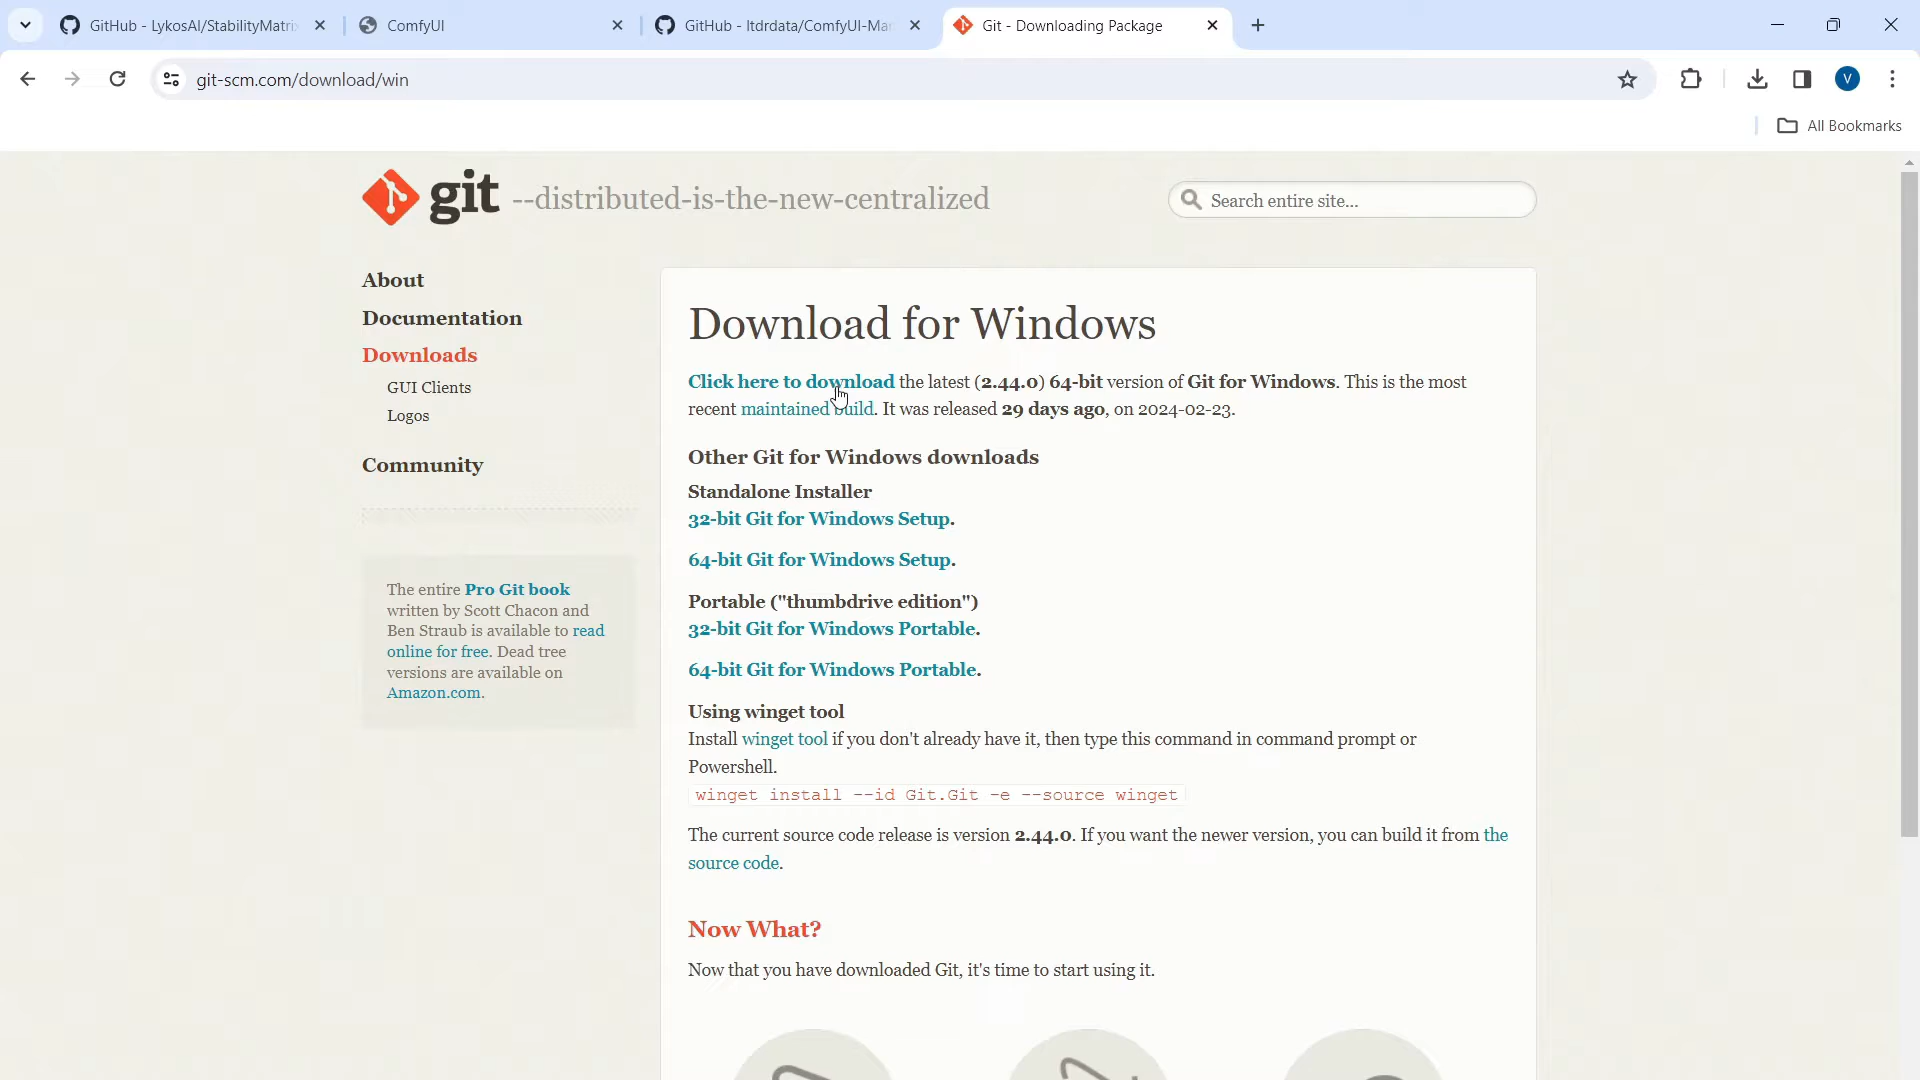 GitHub - LykosAI/StabilityMatri
ComfyUI
GitHub - ltdrdata/ComfyUI-Man
Git - Downloading Package
git-scm.com/download/win
V
All Bookmarks
git --distributed-is-the-new-centralized
Search entire site...
About
Documentation
Downloads
GUI Clients
Logos
Community
The entire Pro Git book
written by Scott Chacon and
Ben Straub is available to read
online for free. Dead tree
versions are available on
Amazon.com.
Download for Windows
Click here to download the latest (2.44.0) 64-bit version of Git for Windows. This is the most
recent maintained build. It was released 29 days ago, on 2024-02-23.
Other Git for Windows downloads
Standalone Installer
32-bit Git for Windows Setup.
64-bit Git for Windows Setup.
Portable ("thumbdrive edition")
32-bit Git for Windows Portable.
64-bit Git for Windows Portable.
Using winget tool
Install winget tool if you don't already have it, then type this command in command prompt or
Powershell.
winget install --id Git.Git -e --source winget
The current source code release is version 2.44.0. If you want the newer version, you can build it from the
source code.
Now What?
Now that you have downloaded Git, it's time to start using it.